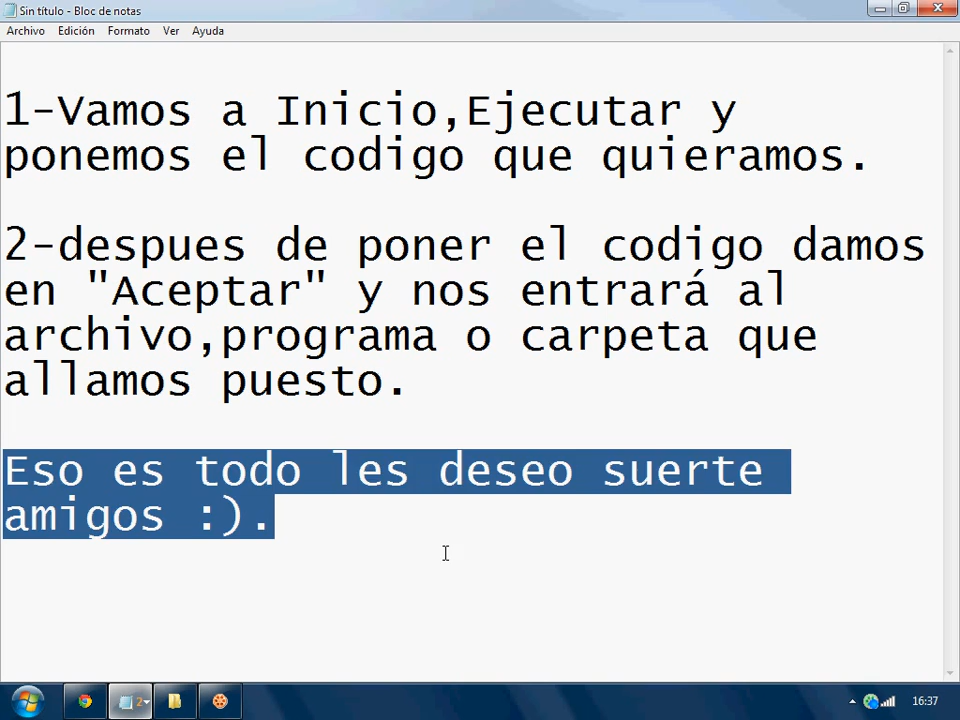 Sin título - Bloc de notas
Archivo Edición Formato Ver Ayuda
1-Vamos a Inicio,Ejecutar y
ponemos el codigo que quieramos.
2-despues de poner el codigo damos
en "Aceptar" y nos entrará al
archivo,programa o carpeta que
allamos puesto.
Eso es todo les deseo suerte
amigos :).
2
16:37